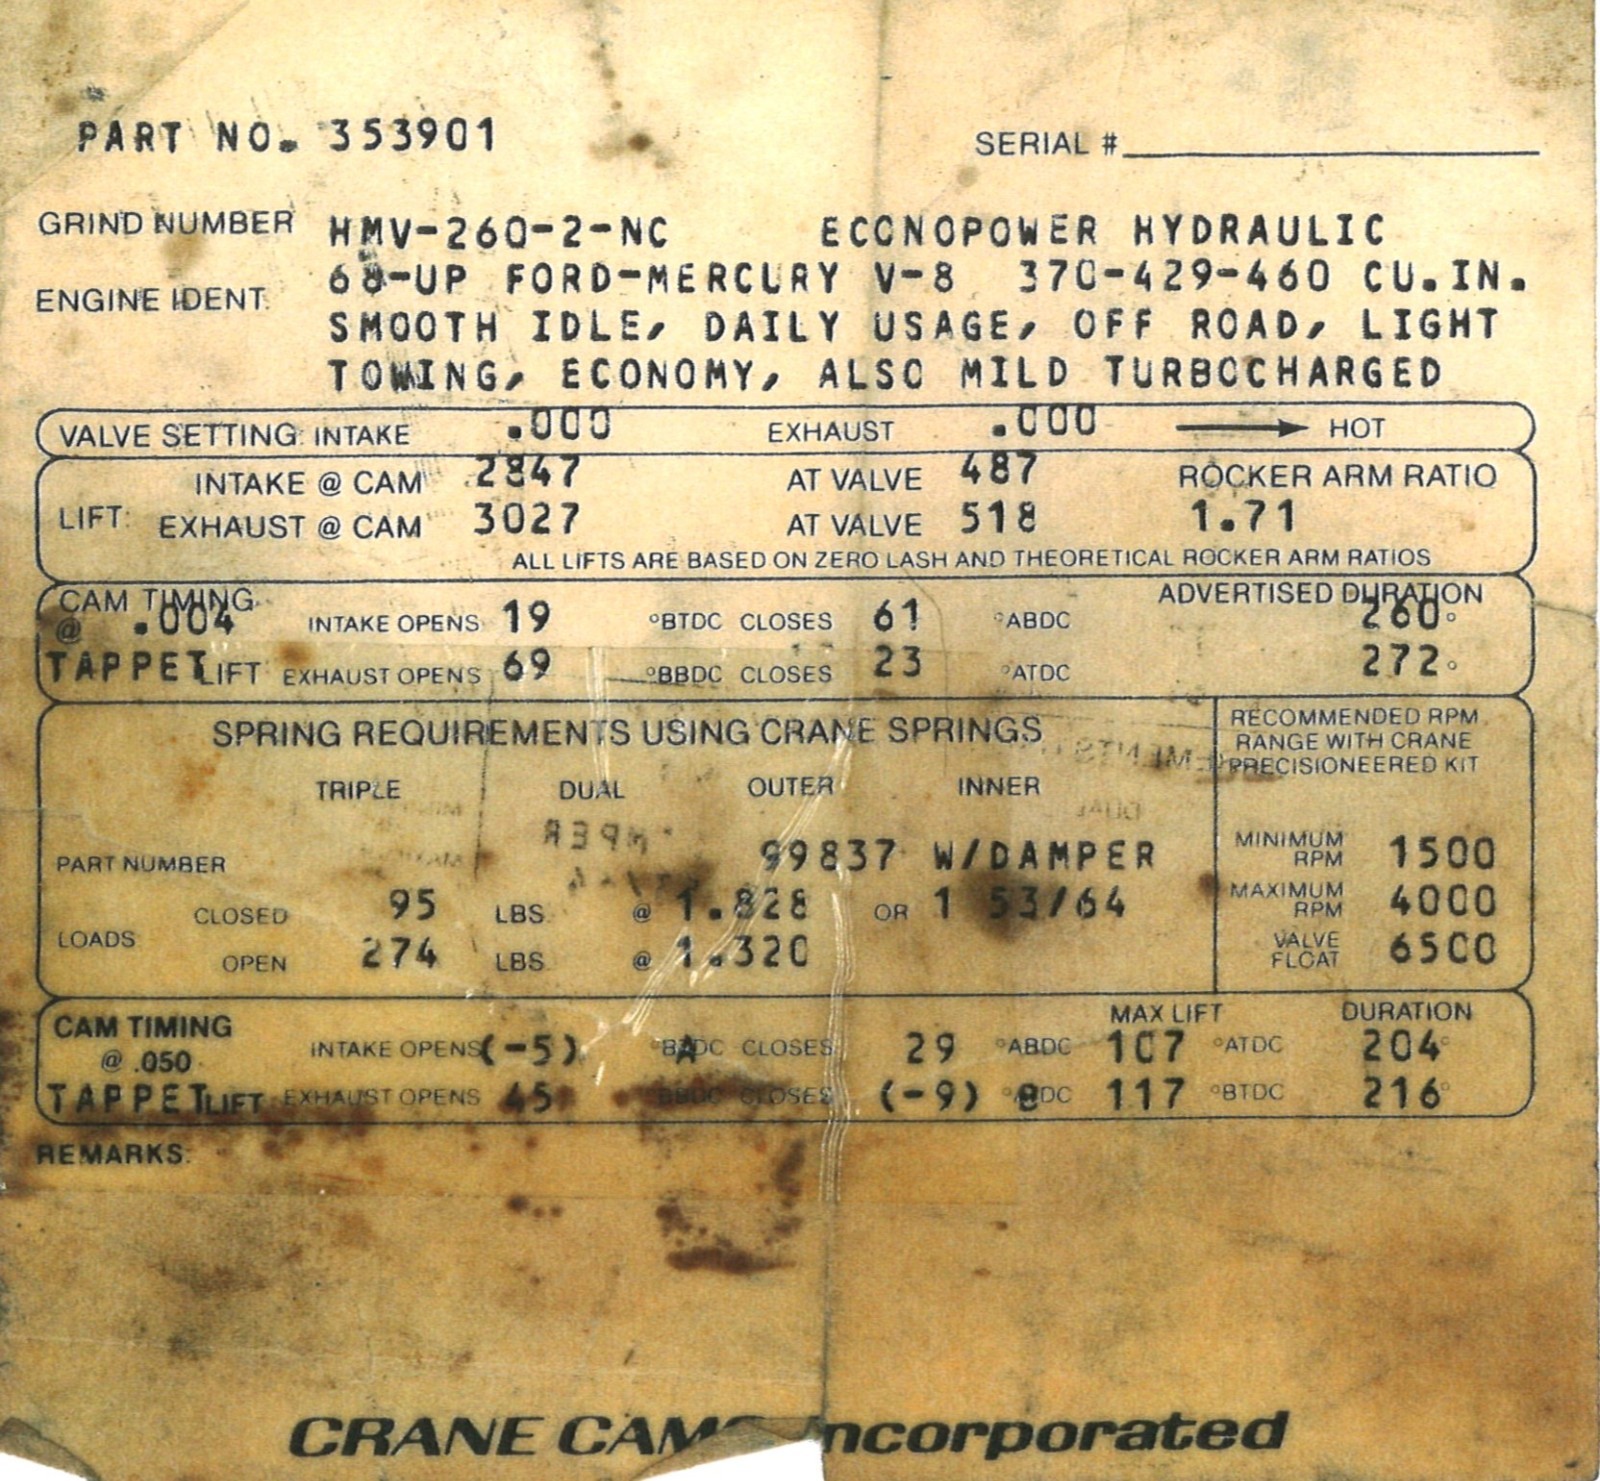 PART NO. 353901 SERIAL #
GRIND NUMBER HMV-260-2-NC ECONOPOWER HYDRAULIC
ENGINE IDENT. 68-UP FORD-MERCURY V-8 370-429-460 CU.IN.
SMOOTH IDLE, DAILY USAGE, OFF ROAD, LIGHT
TOWING, ECONOMY, ALSO MILD TURBOCHARGED
VALVE SETTING: INTAKE .000 EXHAUST .000 HOT
INTAKE @ CAM 2847 AT VALVE 487 ROCKER ARM RATIO
LIFT: EXHAUST @ CAM 3027 AT VALVE 518 1.71
ALL LIFTS ARE BASED ON ZERO LASH AND THEORETICAL ROCKER ARM RATIOS
CAM TIMING ADVERTISED DURATION
@ .004 INTAKE OPENS 19 °BTDC CLOSES 61 °ABDC 260°
TAPPET LIFT EXHAUST OPENS 69 °BBDC CLOSES 23 °ATDC 272°
SPRING REQUIREMENTS USING CRANE SPRINGS
TRIPLE DUAL OUTER INNER
PART NUMBER 99837 W/DAMPER
CLOSED 95 LBS. @ 1.828 OR 1 53/64
LOADS
OPEN 274 LBS. @ 1.320
RECOMMENDED RPM
RANGE WITH CRANE
PRECISIONEERED KIT
MINIMUM RPM 1500
MAXIMUM RPM 4000
VALVE FLOAT 6500
CAM TIMING MAX LIFT DURATION
@ .050 INTAKE OPENS (-5) A °BTDC CLOSES 29 °ABDC 107 °ATDC 204°
TAPPET LIFT EXHAUST OPENS 45 °BBDC CLOSES (-9) B °ATDC 117 °BTDC 216°
REMARKS:
CRANE CAMS Incorporated